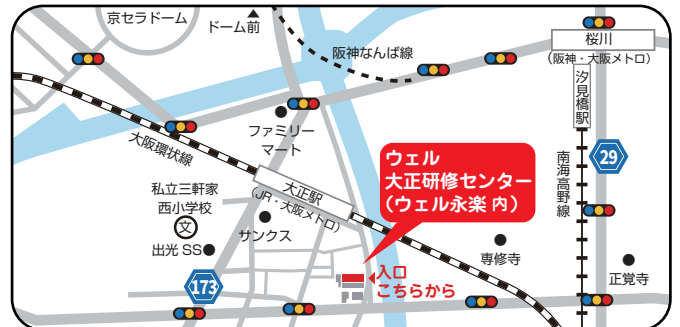 京セラドーム
ドーム前
阪神なんば線
桜川
(阪神・大阪メトロ)
汐見橋駅
ファミリー
マート
大阪環状線
ウェル
大正研修センター
(ウェル永楽 内)
29
南海高野線
私立三軒家
西小学校
文
大正駅
(JR・大阪メトロ)
サンクス
出光 SS
専修寺
正覚寺
173
入口
こちらから